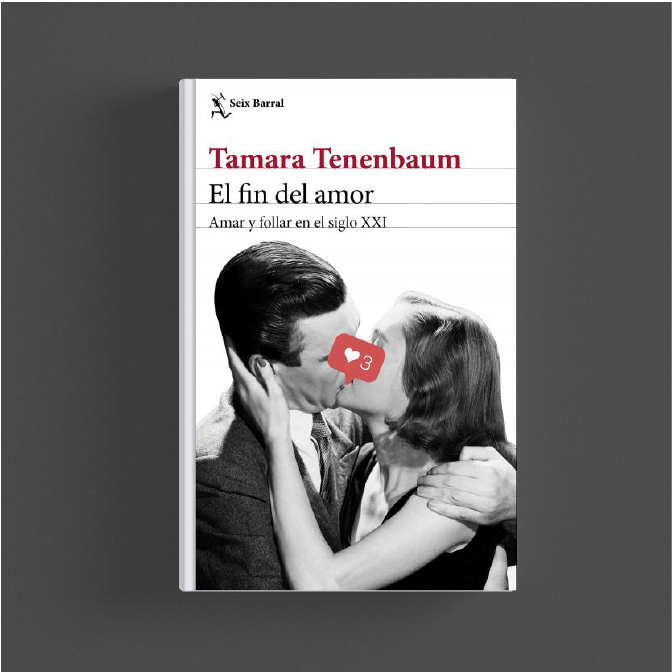 Seix Barral
Tamara Tenenbaum
El fin del amor
Amar y follar en el siglo XXI
3